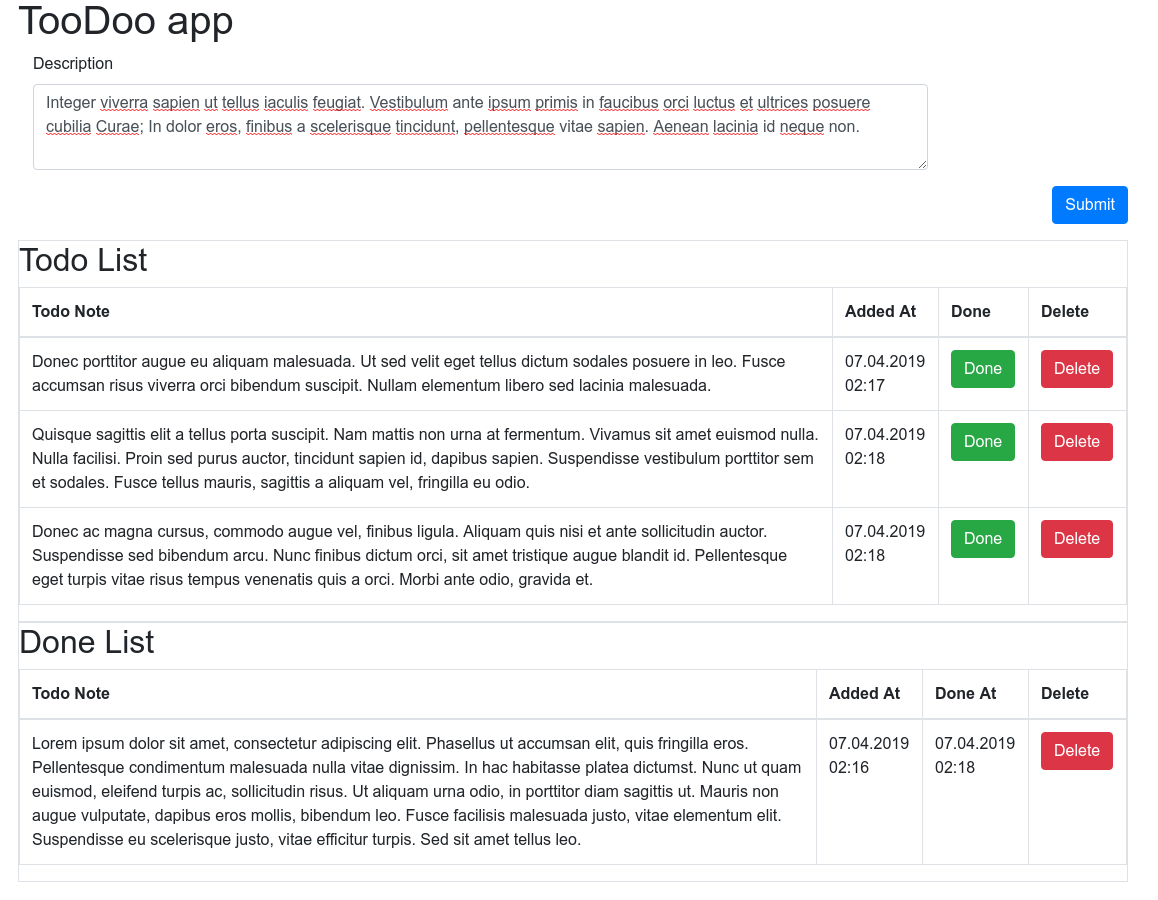 TooDoo app
Description
Integer viverra sapien ut tellus iaculis feugiat. Vestibulum ante ipsum primis in faucibus orci luctus et ultrices posuere
cubilia Curae; In dolor eros, finibus a scelerisque tincidunt, pellentesque vitae sapien. Aenean lacinia id neque non.
Submit
Todo List
Todo Note Added At Done Delete
Donec porttitor augue eu aliquam malesuada. Ut sed velit eget tellus dictum sodales posuere in leo. Fusce 07.04.2019 Done Delete
accumsan risus viverra orci bibendum suscipit. Nullam elementum libero sed lacinia malesuada. 02:17
Quisque sagittis elit a tellus porta suscipit. Nam mattis non urna at fermentum. Vivamus sit amet euismod nulla. 07.04.2019 Done Delete
Nulla facilisi. Proin sed purus auctor, tincidunt sapien id, dapibus sapien. Suspendisse vestibulum porttitor sem 02:18
et sodales. Fusce tellus mauris, sagittis a aliquam vel, fringilla eu odio.
Donec ac magna cursus, commodo augue vel, finibus ligula. Aliquam quis nisi et ante sollicitudin auctor. 07.04.2019 Done Delete
Suspendisse sed bibendum arcu. Nunc finibus dictum orci, sit amet tristique augue blandit id. Pellentesque 02:18
eget turpis vitae risus tempus venenatis quis a orci. Morbi ante odio, gravida et.
Done List
Todo Note Added At Done At Delete
Lorem ipsum dolor sit amet, consectetur adipiscing elit. Phasellus ut accumsan elit, quis fringilla eros. 07.04.2019 07.04.2019 Delete
Pellentesque condimentum malesuada nulla vitae dignissim. In hac habitasse platea dictumst. Nunc ut quam 02:16 02:18
euismod, eleifend turpis ac, sollicitudin risus. Ut aliquam urna odio, in porttitor diam sagittis ut. Mauris non
augue vulputate, dapibus eros mollis, bibendum leo. Fusce facilisis malesuada justo, vitae elementum elit.
Suspendisse eu scelerisque justo, vitae efficitur turpis. Sed sit amet tellus leo.